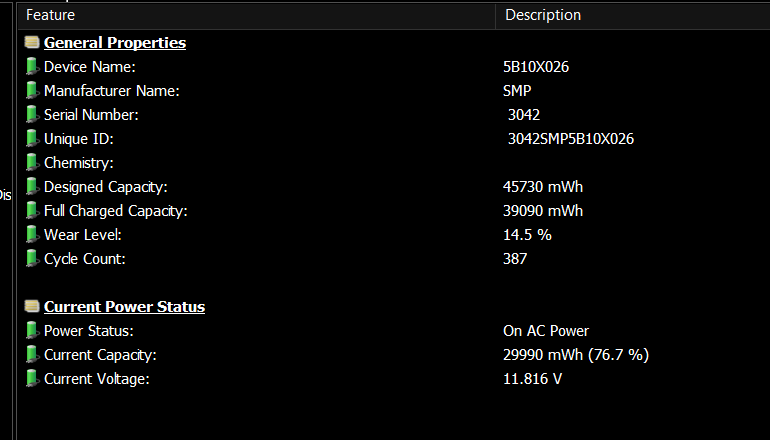 Feature Description
General Properties
Device Name: 5B10X026
Manufacturer Name: SMP
Serial Number: 3042
Unique ID: 3042SMP5B10X026
Chemistry:
Dis
Designed Capacity: 45730 mWh
Full Charged Capacity: 39090 mWh
Wear Level: 14.5 %
Cycle Count: 387
Current Power Status
Power Status: On AC Power
Current Capacity: 29990 mWh (76.7 %)
Current Voltage: 11.816 V